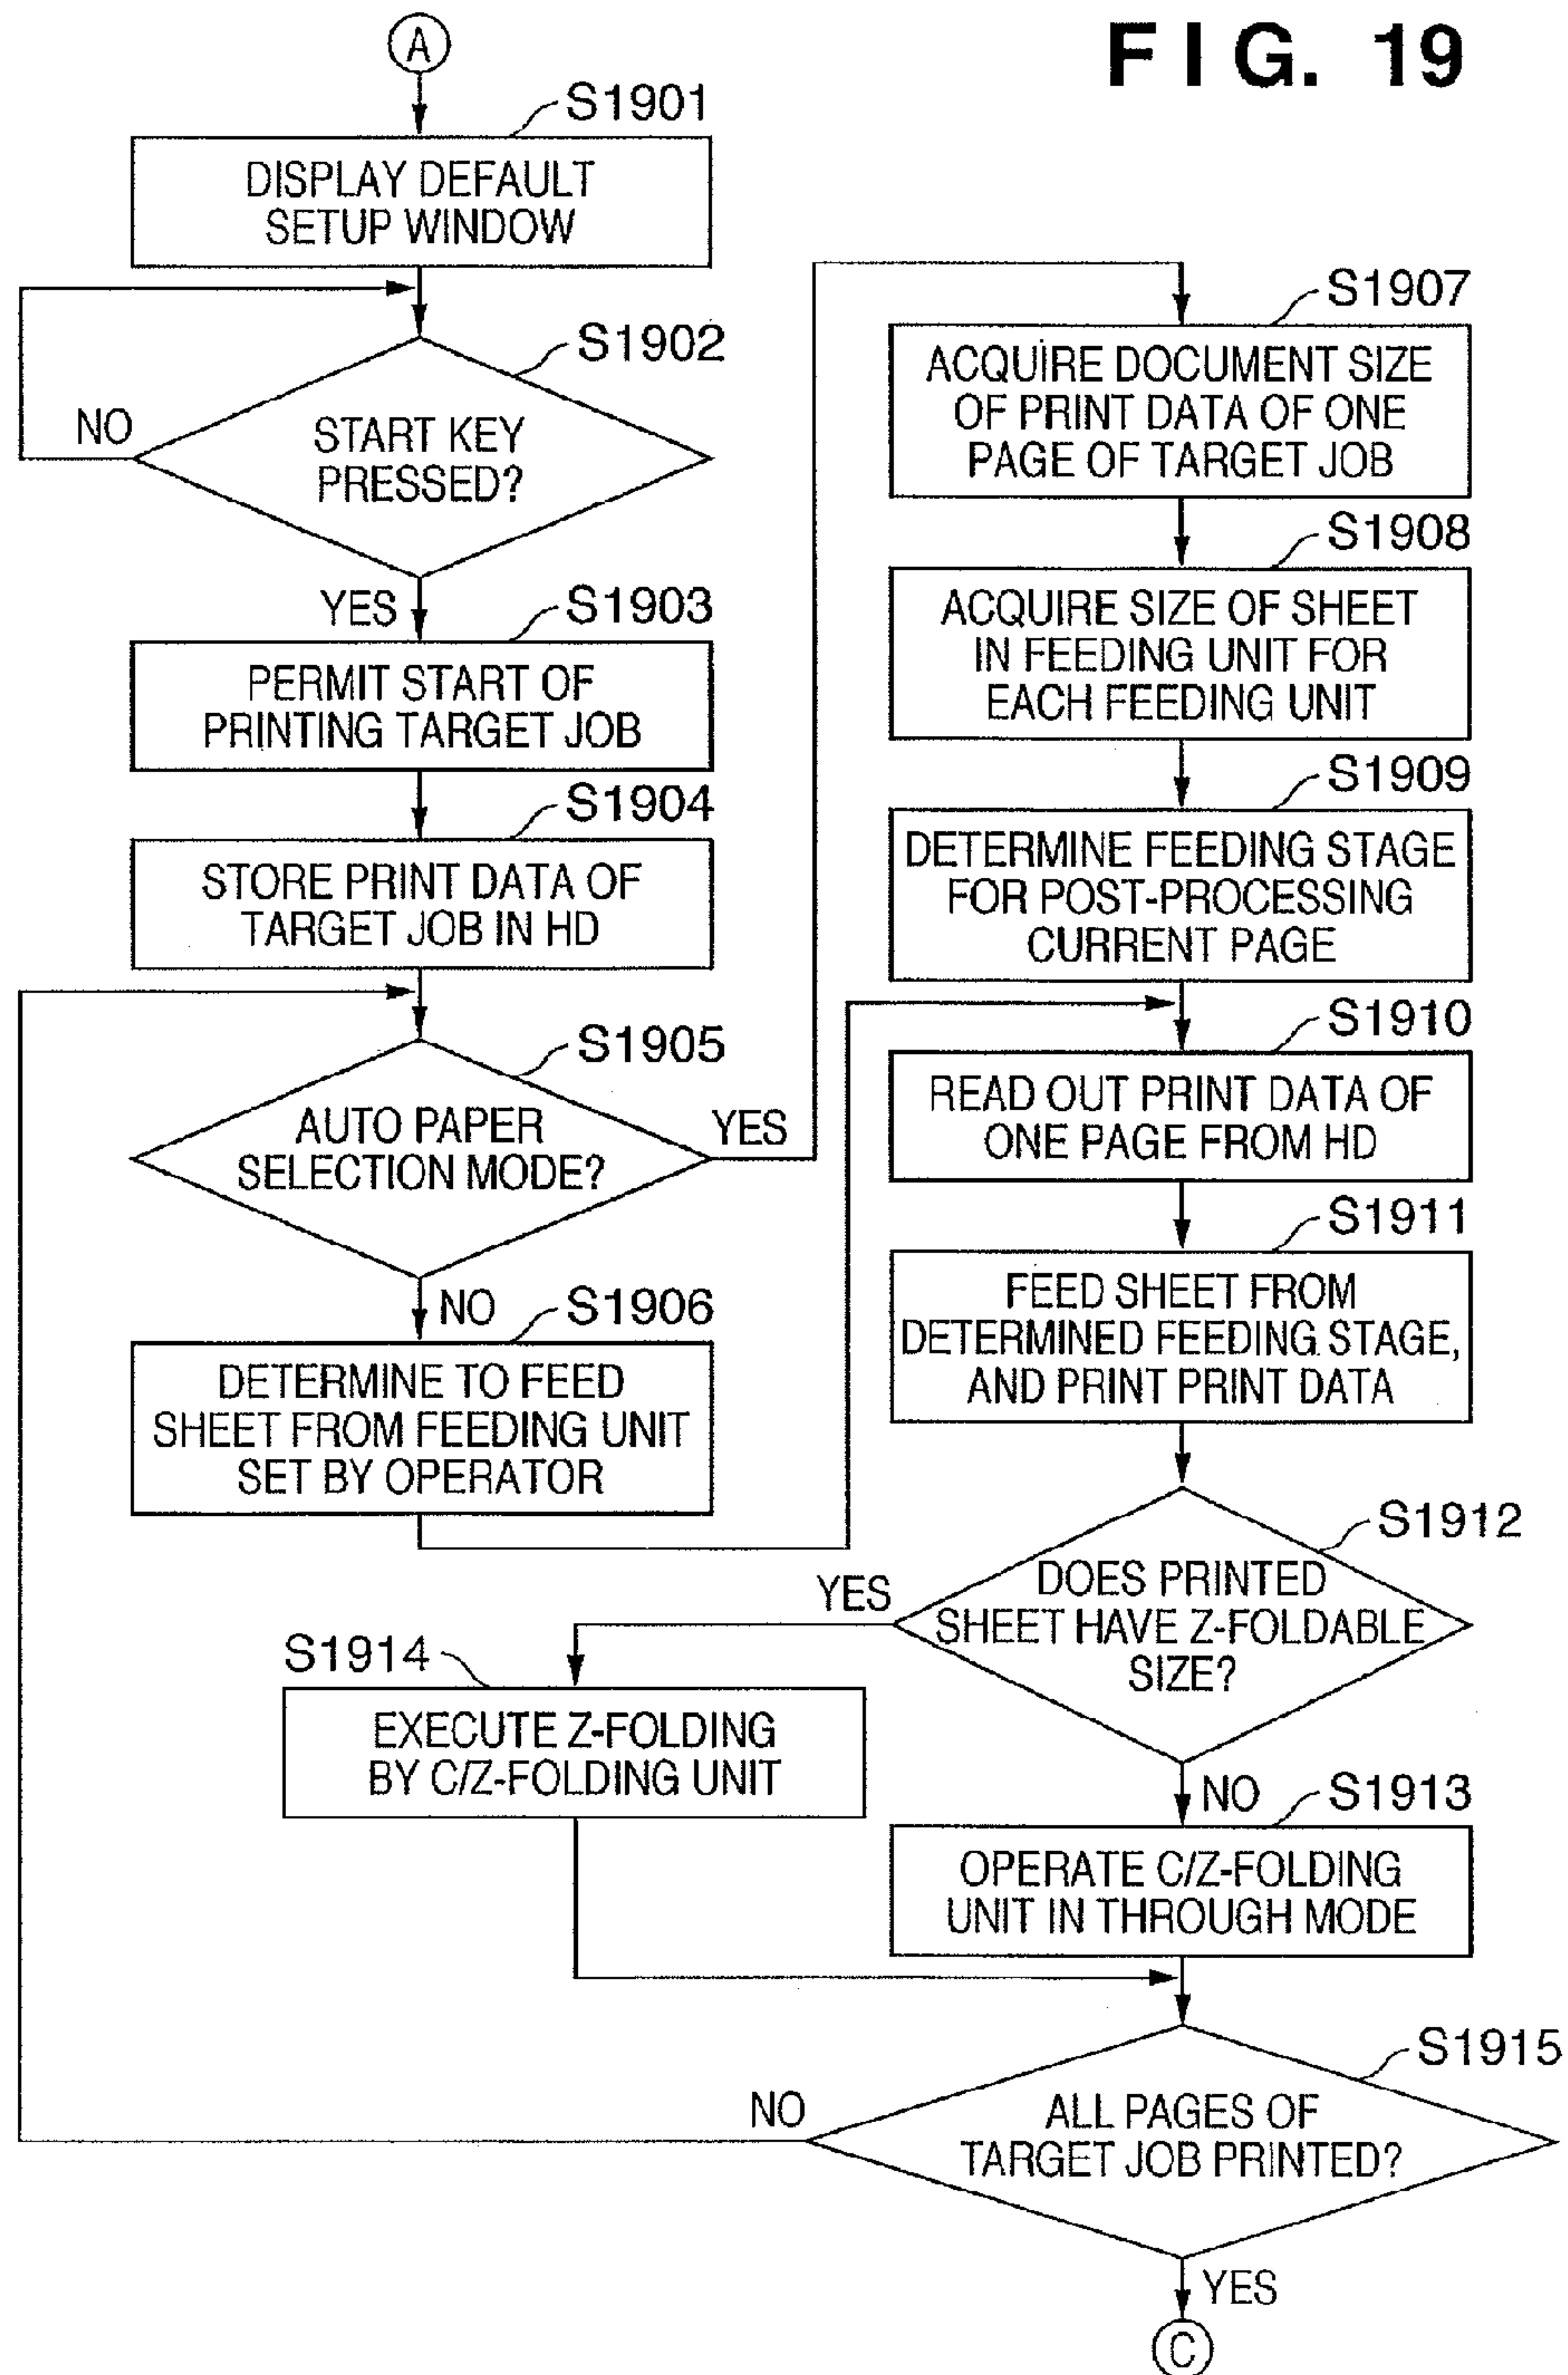 FIG. 19
A
S1901
DISPLAY DEFAULT
SETUP WINDOW
S1902
START KEY
PRESSED?
NO
YES
S1903
PERMIT START OF
PRINTING TARGET JOB
S1904
STORE PRINT DATA OF
TARGET JOB IN HD
S1905
AUTO PAPER
SELECTION MODE?
YES
NO
S1906
DETERMINE TO FEED
SHEET FROM FEEDING UNIT
SET BY OPERATOR
S1907
ACQUIRE DOCUMENT SIZE
OF PRINT DATA OF ONE
PAGE OF TARGET JOB
S1908
ACQUIRE SIZE OF SHEET
IN FEEDING UNIT FOR
EACH FEEDING UNIT
S1909
DETERMINE FEEDING STAGE
FOR POST-PROCESSING
CURRENT PAGE
S1910
READ OUT PRINT DATA OF
ONE PAGE FROM HD
S1911
FEED SHEET FROM
DETERMINED FEEDING STAGE,
AND PRINT PRINT DATA
S1912
DOES PRINTED
SHEET HAVE Z-FOLDABLE
SIZE?
YES
S1914
EXECUTE Z-FOLDING
BY C/Z-FOLDING UNIT
NO
S1913
OPERATE C/Z-FOLDING
UNIT IN THROUGH MODE
S1915
ALL PAGES OF
TARGET JOB PRINTED?
NO
YES
C